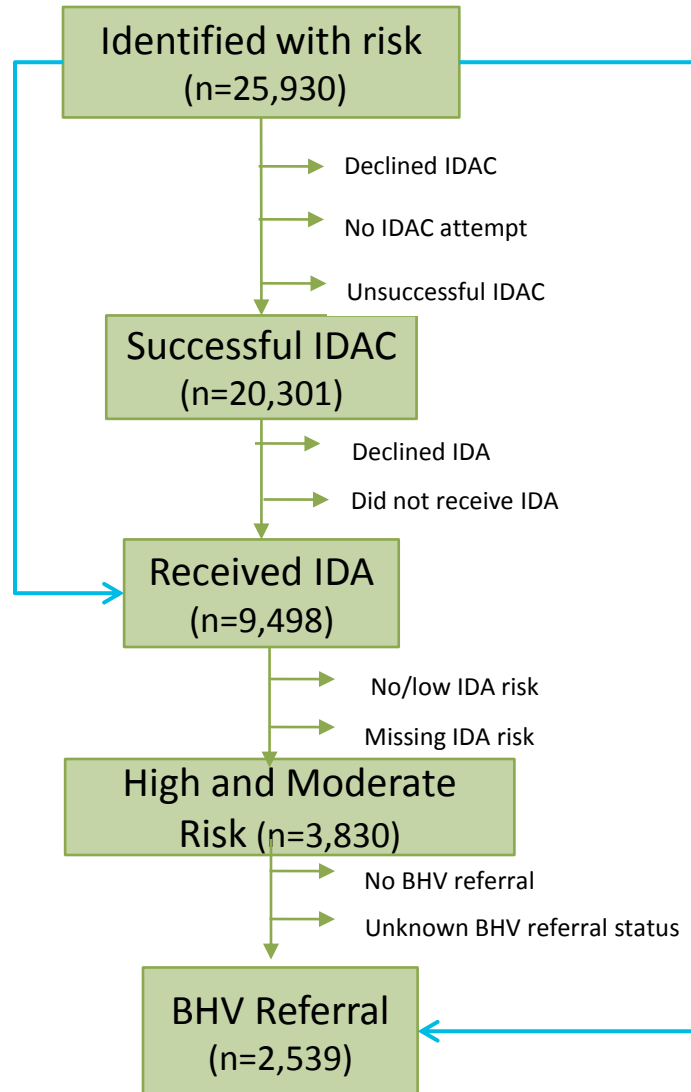 Identified with risk
(n=25,930)
Declined IDAC
No IDAC attempt
Unsuccessful IDAC
Successful IDAC
(n=20,301)
Declined IDA
Did not receive IDA
Received IDA
(n=9,498)
No/low IDA risk
Missing IDA risk
High and Moderate
Risk (n=3,830)
No BHV referral
Unknown BHV referral status
BHV Referral
(n=2,539)